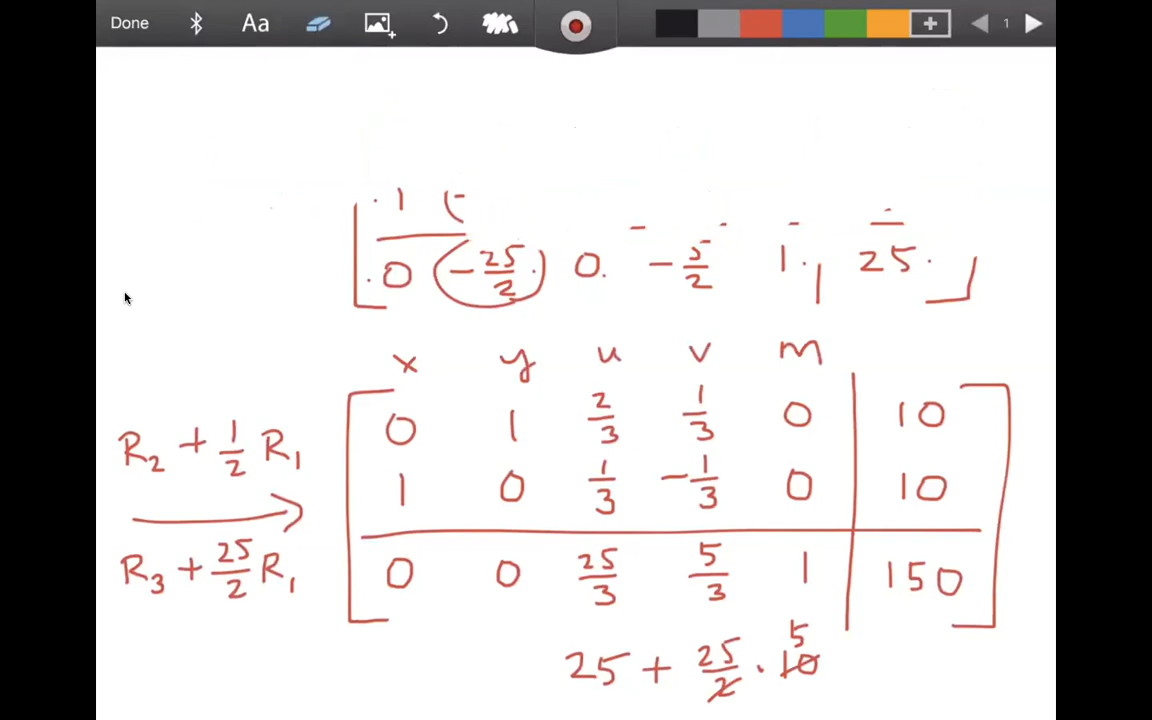 Done Aa 1
1 (-
0 -25/2 0 -5/2 1 25
x y u v m
0 1 2/3 1/3 0 10
R2 + 1/2 R1
1 0 1/3 -1/3 0 10
R3 + 25/2 R1
0 0 25/3 5/3 1 150
25 + 25/2 · 10 5